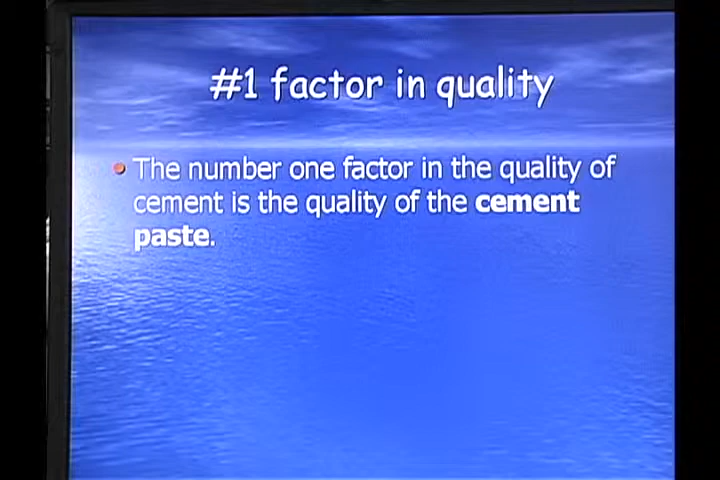 #1 factor in quality
The number one factor in the quality of
cement is the quality of the cement
paste.